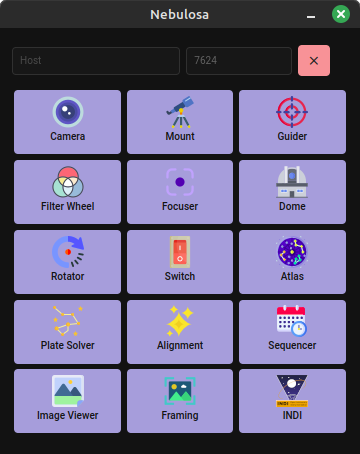 Nebulosa
Host
7624
Camera
Mount
Guider
Filter Wheel
Focuser
Dome
Rotator
Switch
Atlas
Plate Solver
Alignment
Sequencer
Image Viewer
Framing
INDI
INDI